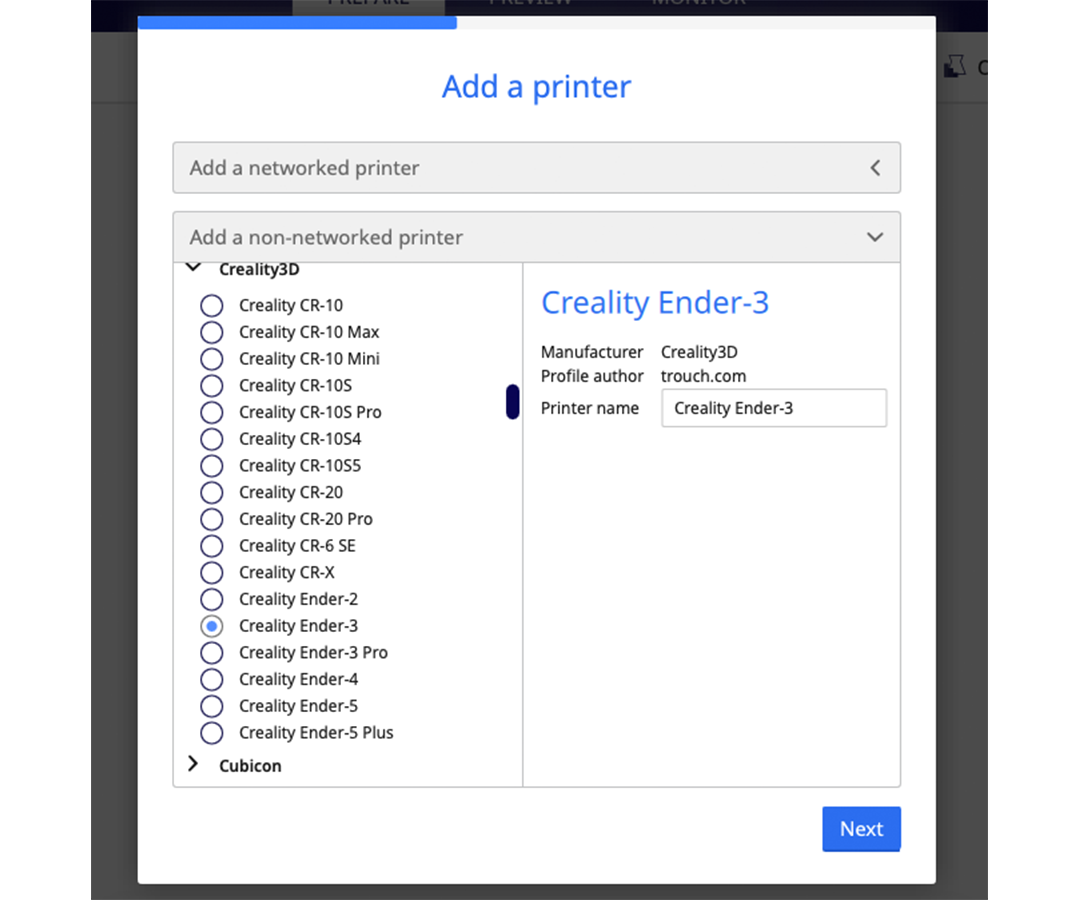 PREPARE PREVIEW MONITOR
Add a printer
Add a networked printer
Add a non-networked printer
Creality3D
Creality CR-10
Creality CR-10 Max
Creality CR-10 Mini
Creality CR-10S
Creality CR-10S Pro
Creality CR-10S4
Creality CR-10S5
Creality CR-20
Creality CR-20 Pro
Creality CR-6 SE
Creality CR-X
Creality Ender-2
Creality Ender-3
Creality Ender-3 Pro
Creality Ender-4
Creality Ender-5
Creality Ender-5 Plus
Cubicon
Creality Ender-3
Manufacturer Creality3D
Profile author trouch.com
Printer name Creality Ender-3
Next